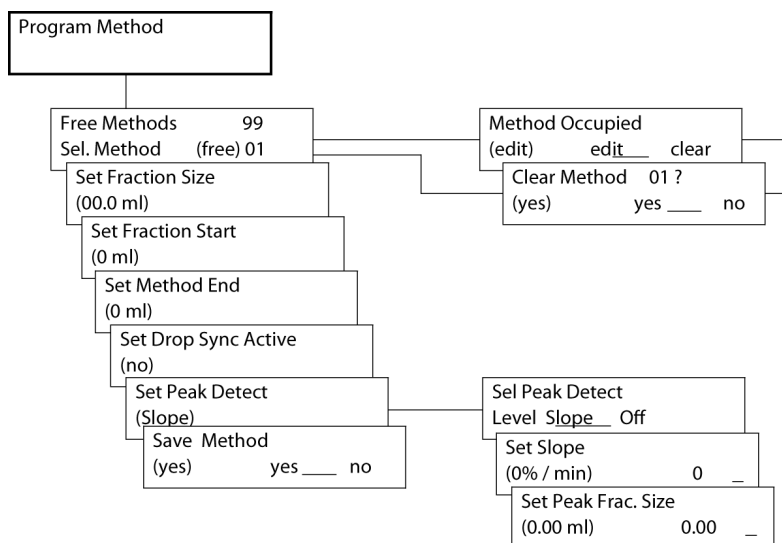 Program Method
Free Methods 99
Sel. Method (free) 01
Set Fraction Size
(00.0 ml)
Set Fraction Start
(0 ml)
Set Method End
(0 ml)
Set Drop Sync Active
(no)
Set Peak Detect
(Slope)
Save Method
(yes) yes ___ no
Method Occupied
(edit) edit___ clear
Clear Method 01 ?
(yes) yes ___ no
Sel Peak Detect
Level Slope Off
Set Slope
(0% / min) 0 _
Set Peak Frac. Size
(0.00 ml) 0.00 _